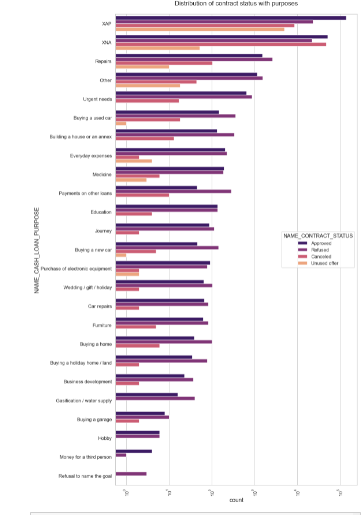 Distribution of contract status with purposes
XAP
XNA
Repairs
Other
Urgent needs
Buying a used car
Building a house or an annex
Everyday expenses
Medicine
Payments on other loans
Education
Journey
Buying a new car
Purchase of electronic equipment
Wedding / gift / holiday
Car repairs
Furniture
Buying a home
Buying a holiday home / land
Business development
Gasification / water supply
Buying a garage
Hobby
Money for a third person
Refusal to name the goal
NAME_CASH_LOAN_PURPOSE
NAME_CONTRACT_STATUS
Approved
Refused
Canceled
Unused offer
count